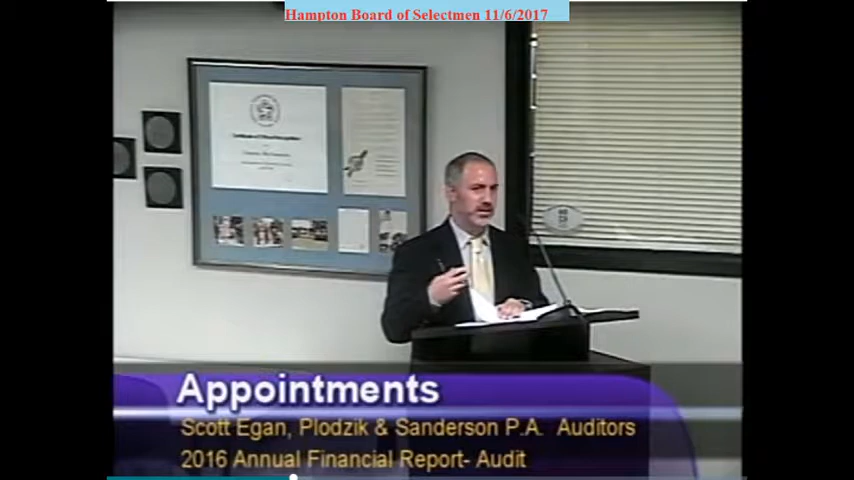 Hampton Board of Selectmen 11/6/2017
Appointments
Scott Egan, Plodzik & Sanderson P.A. Auditors
2016 Annual Financial Report- Audit